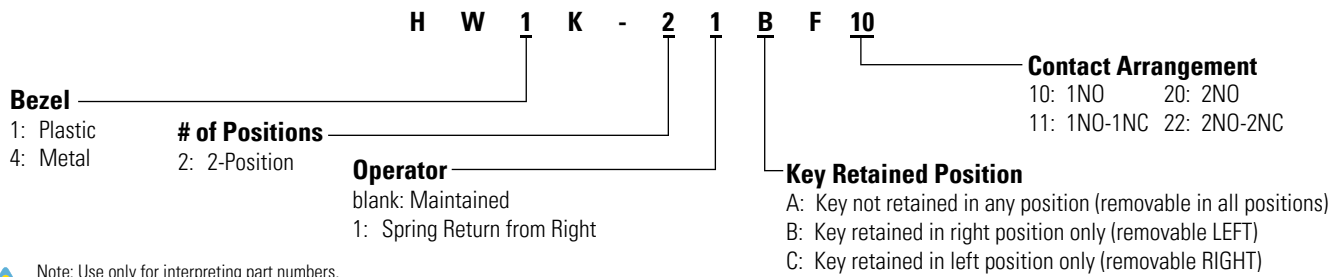 H W 1 K - 2 1 B F 10
Bezel
1: Plastic
4: Metal
# of Positions
2: 2-Position
Operator
blank: Maintained
1: Spring Return from Right
Contact Arrangement
10: 1NO 20: 2NO
11: 1NO-1NC 22: 2NO-2NC
Key Retained Position
A: Key not retained in any position (removable in all positions)
B: Key retained in right position only (removable LEFT)
C: Key retained in left position only (removable RIGHT)
Note: Use only for interpreting part numbers.